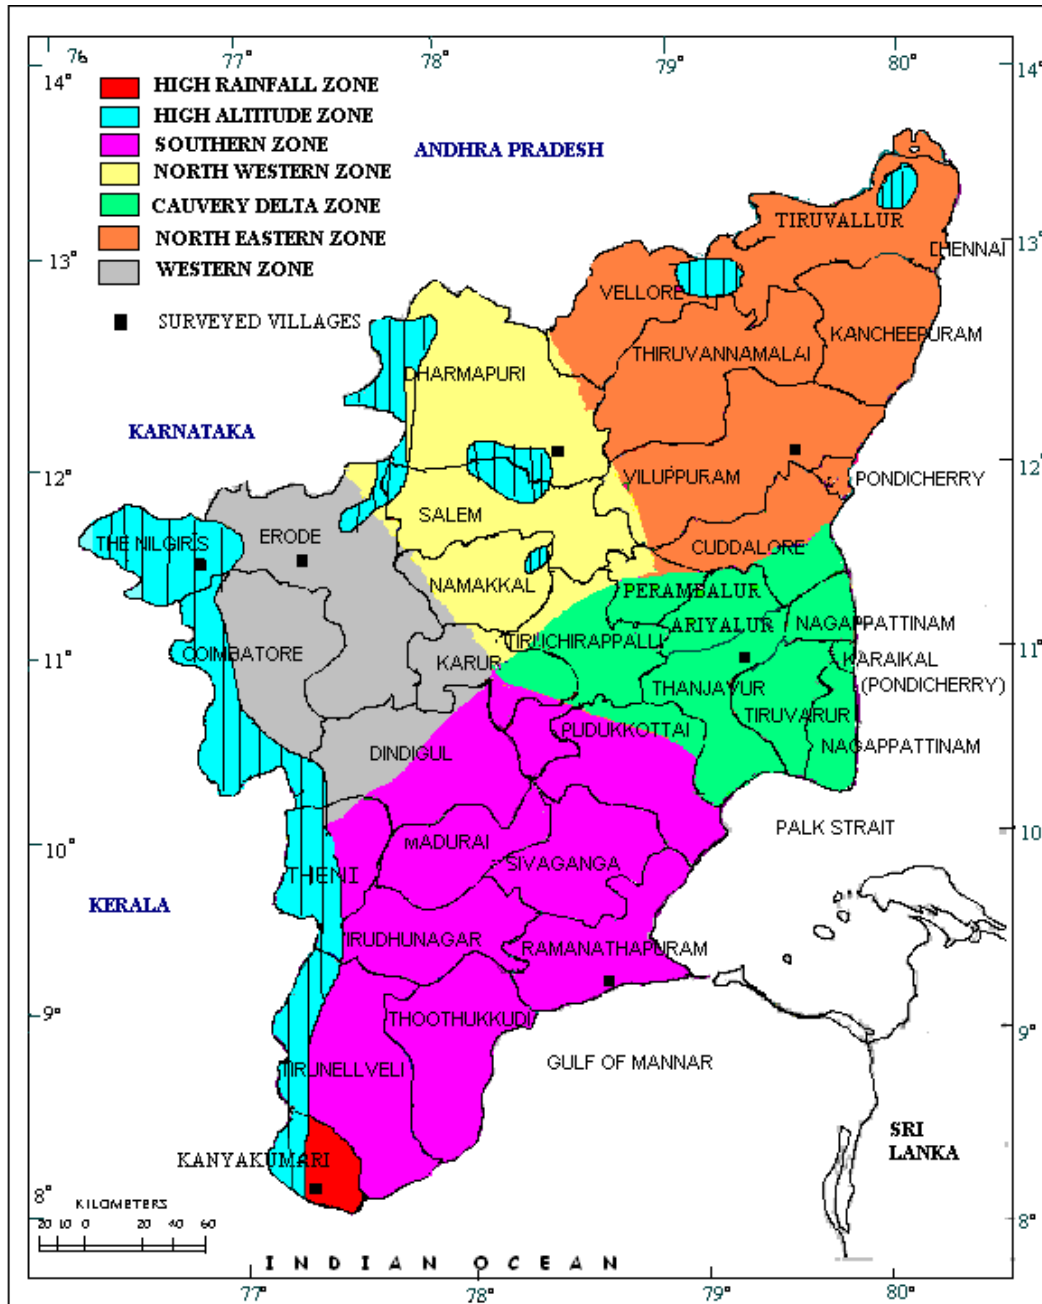 76
77°
78°
79°
80°
14°
14°
HIGH RAINFALL ZONE
HIGH ALTITUDE ZONE
SOUTHERN ZONE
NORTH WESTERN ZONE
CAUVERY DELTA ZONE
NORTH EASTERN ZONE
WESTERN ZONE
SURVEYED VILLAGES
ANDHRA PRADESH
TIRUVALLUR
CHENNAI
13°
13°
VELLORE
KANCHEEPURAM
THIRUVANNAMALAI
DHARMAPURI
KARNATAKA
12°
12°
VILUPPURAM
PONDICHERRY
SALEM
ERODE
THE NILGIRIS
CUDDALORE
NAMAKKAL
PERAMBALUR
ARIYALUR
NAGAPPATTINAM
TIRUCHIRAPPALLI
11°
11°
COIMBATORE
KARUR
KARAIKAL
(PONDICHERRY)
THANJAVUR
TIRUVARUR
PUDUKKOTTAI
NAGAPPATTINAM
DINDIGUL
PALK STRAIT
10°
10°
MADURAI
SIVAGANGA
THENI
KERALA
IRUDHUNAGAR
RAMANATHAPURAM
9°
9°
THOOTHUKKUDI
GULF OF MANNAR
TIRUNELLVELI
SRI
LANKA
KANYAKUMARI
8°
8°
KILOMETERS
20 10 0 20 40 60
INDIAN OCEAN
77°
78°
79°
80°